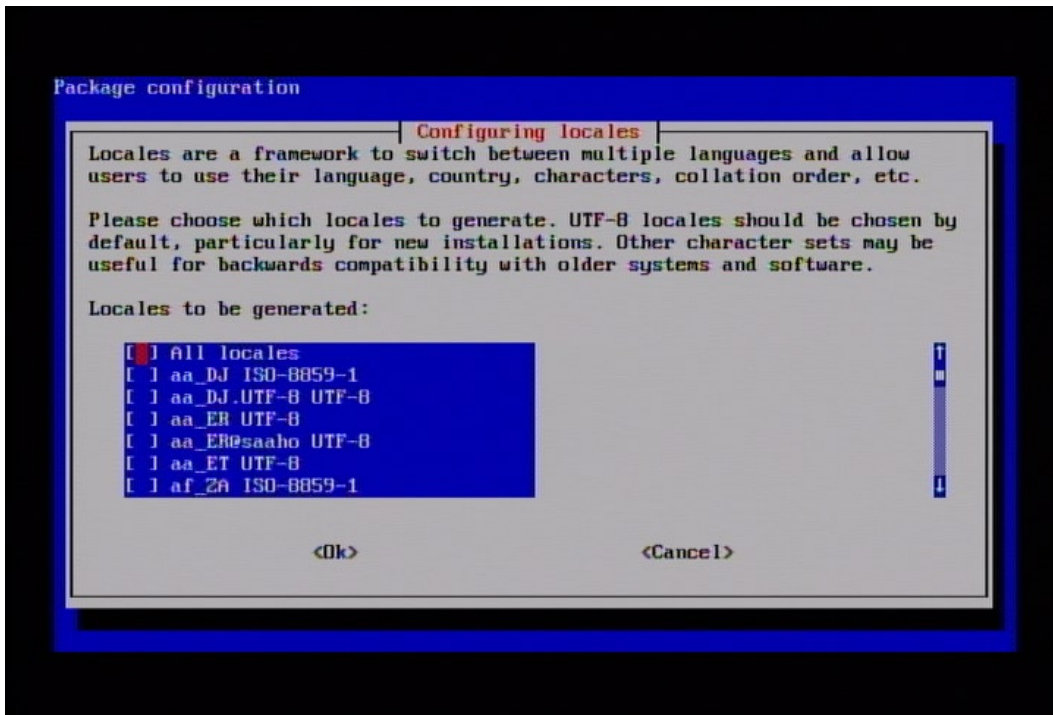 Package configuration
Configuring locales
Locales are a framework to switch between multiple languages and allow
users to use their language, country, characters, collation order, etc.
Please choose which locales to generate. UTF-8 locales should be chosen by
default, particularly for new installations. Other character sets may be
useful for backwards compatibility with older systems and software.
Locales to be generated:
[ ] All locales
[ ] aa_DJ ISO-8859-1
[ ] aa_DJ.UTF-8 UTF-8
[ ] aa_ER UTF-8
[ ] aa_ER@saaho UTF-8
[ ] aa_ET UTF-8
[ ] af_ZA ISO-8859-1
<Ok> <Cancel>